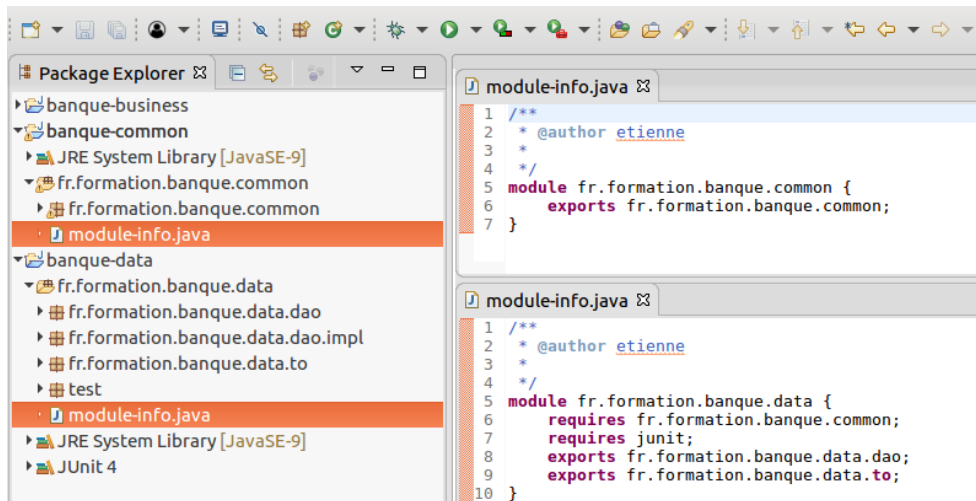 Package Explorer
banque-business
banque-common
JRE System Library [JavaSE-9]
fr.formation.banque.common
fr.formation.banque.common
module-info.java
banque-data
fr.formation.banque.data
fr.formation.banque.data.dao
fr.formation.banque.data.dao.impl
fr.formation.banque.data.to
test
module-info.java
JRE System Library [JavaSE-9]
JUnit 4
module-info.java
1 /**
2 * @author etienne
3 *
4 */
5 module fr.formation.banque.common {
6 exports fr.formation.banque.common;
7 }
module-info.java
1 /**
2 * @author etienne
3 *
4 */
5 module fr.formation.banque.data {
6 requires fr.formation.banque.common;
7 requires junit;
8 exports fr.formation.banque.data.dao;
9 exports fr.formation.banque.data.to;
10 }